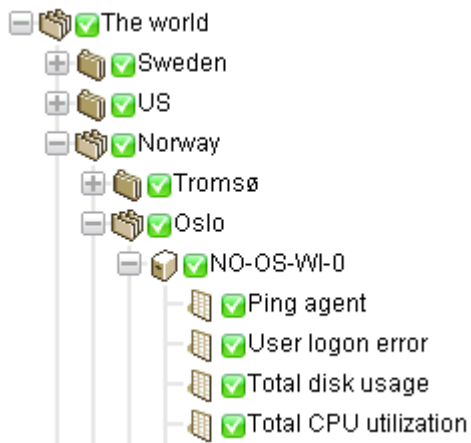 The world
Sweden
US
Norway
Tromsø
Oslo
NO-OS-WI-0
Ping agent
User logon error
Total disk usage
Total CPU utilization